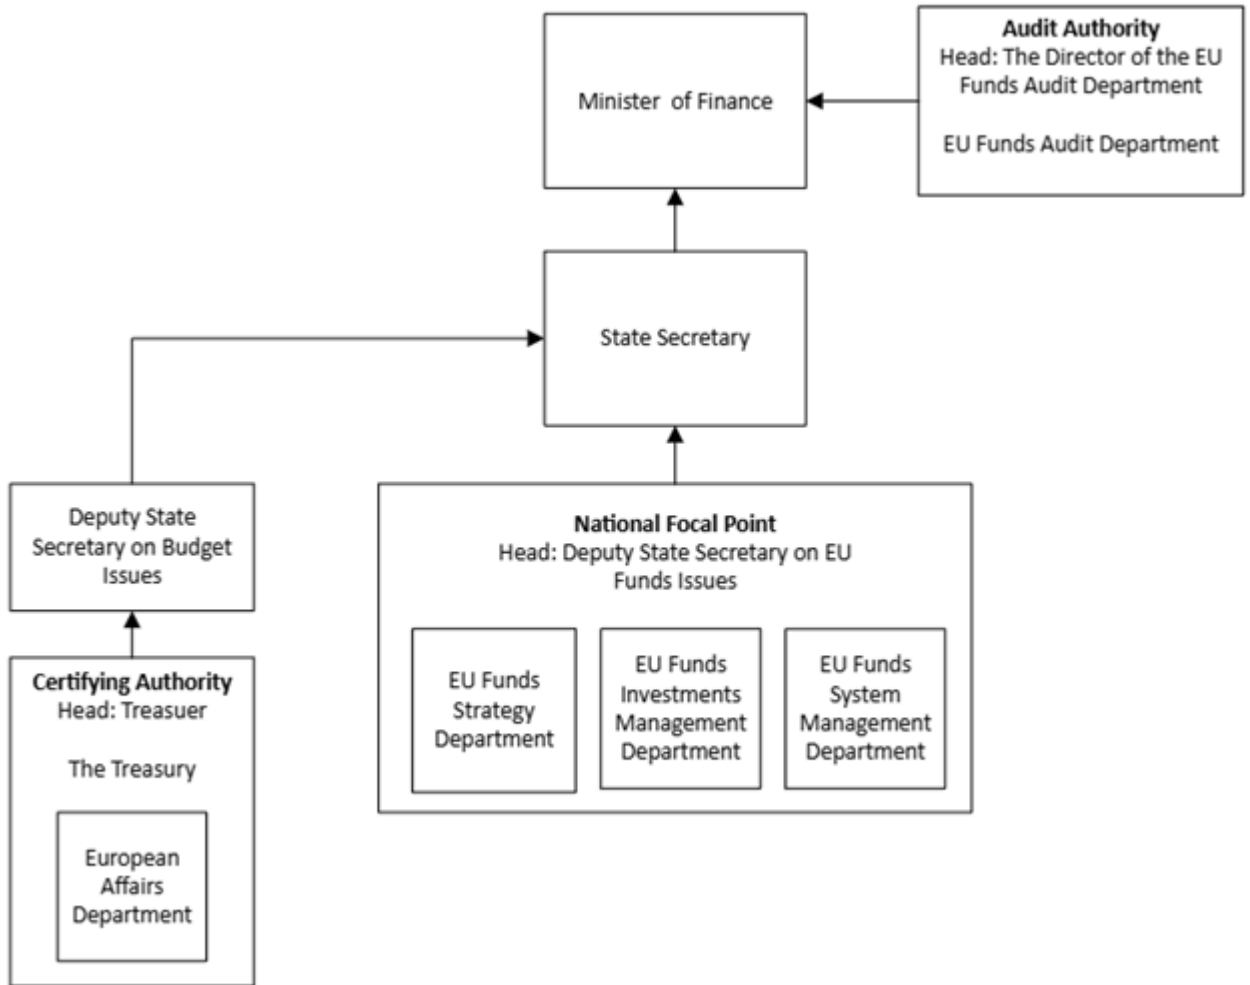 Audit Authority
Head: The Director of the EU
Funds Audit Department
EU Funds Audit Department
Minister of Finance
State Secretary
Deputy State
Secretary on Budget
Issues
National Focal Point
Head: Deputy State Secretary on EU
Funds Issues
EU Funds
Strategy
Department
EU Funds
Investments
Management
Department
EU Funds
System
Management
Department
Certifying Authority
Head: Treasuer
The Treasury
European
Affairs
Department